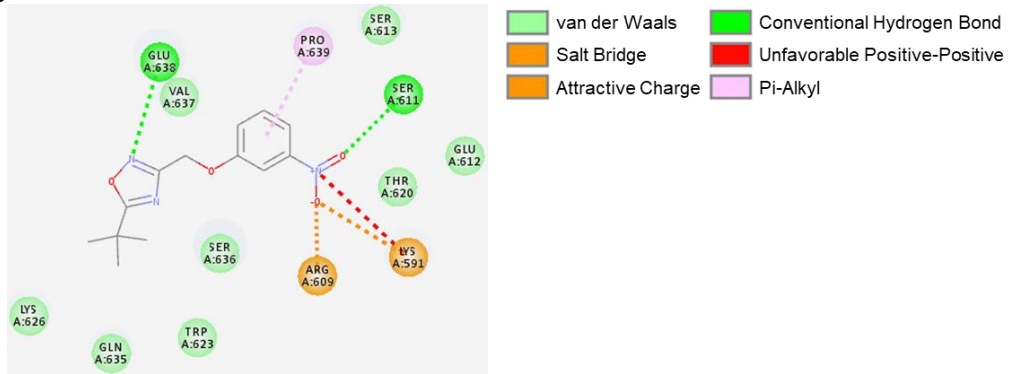 SER
A:613
PRO
A:639
GLU
A:638
VAL
A:637
SER
A:611
GLU
A:612
THR
A:620
N
O
N
O
O
N+
-O
SER
A:636
LYS
A:591
ARG
A:609
LYS
A:626
TRP
A:623
GLN
A:635
van der Waals
Salt Bridge
Attractive Charge
Conventional Hydrogen Bond
Unfavorable Positive-Positive
Pi-Alkyl